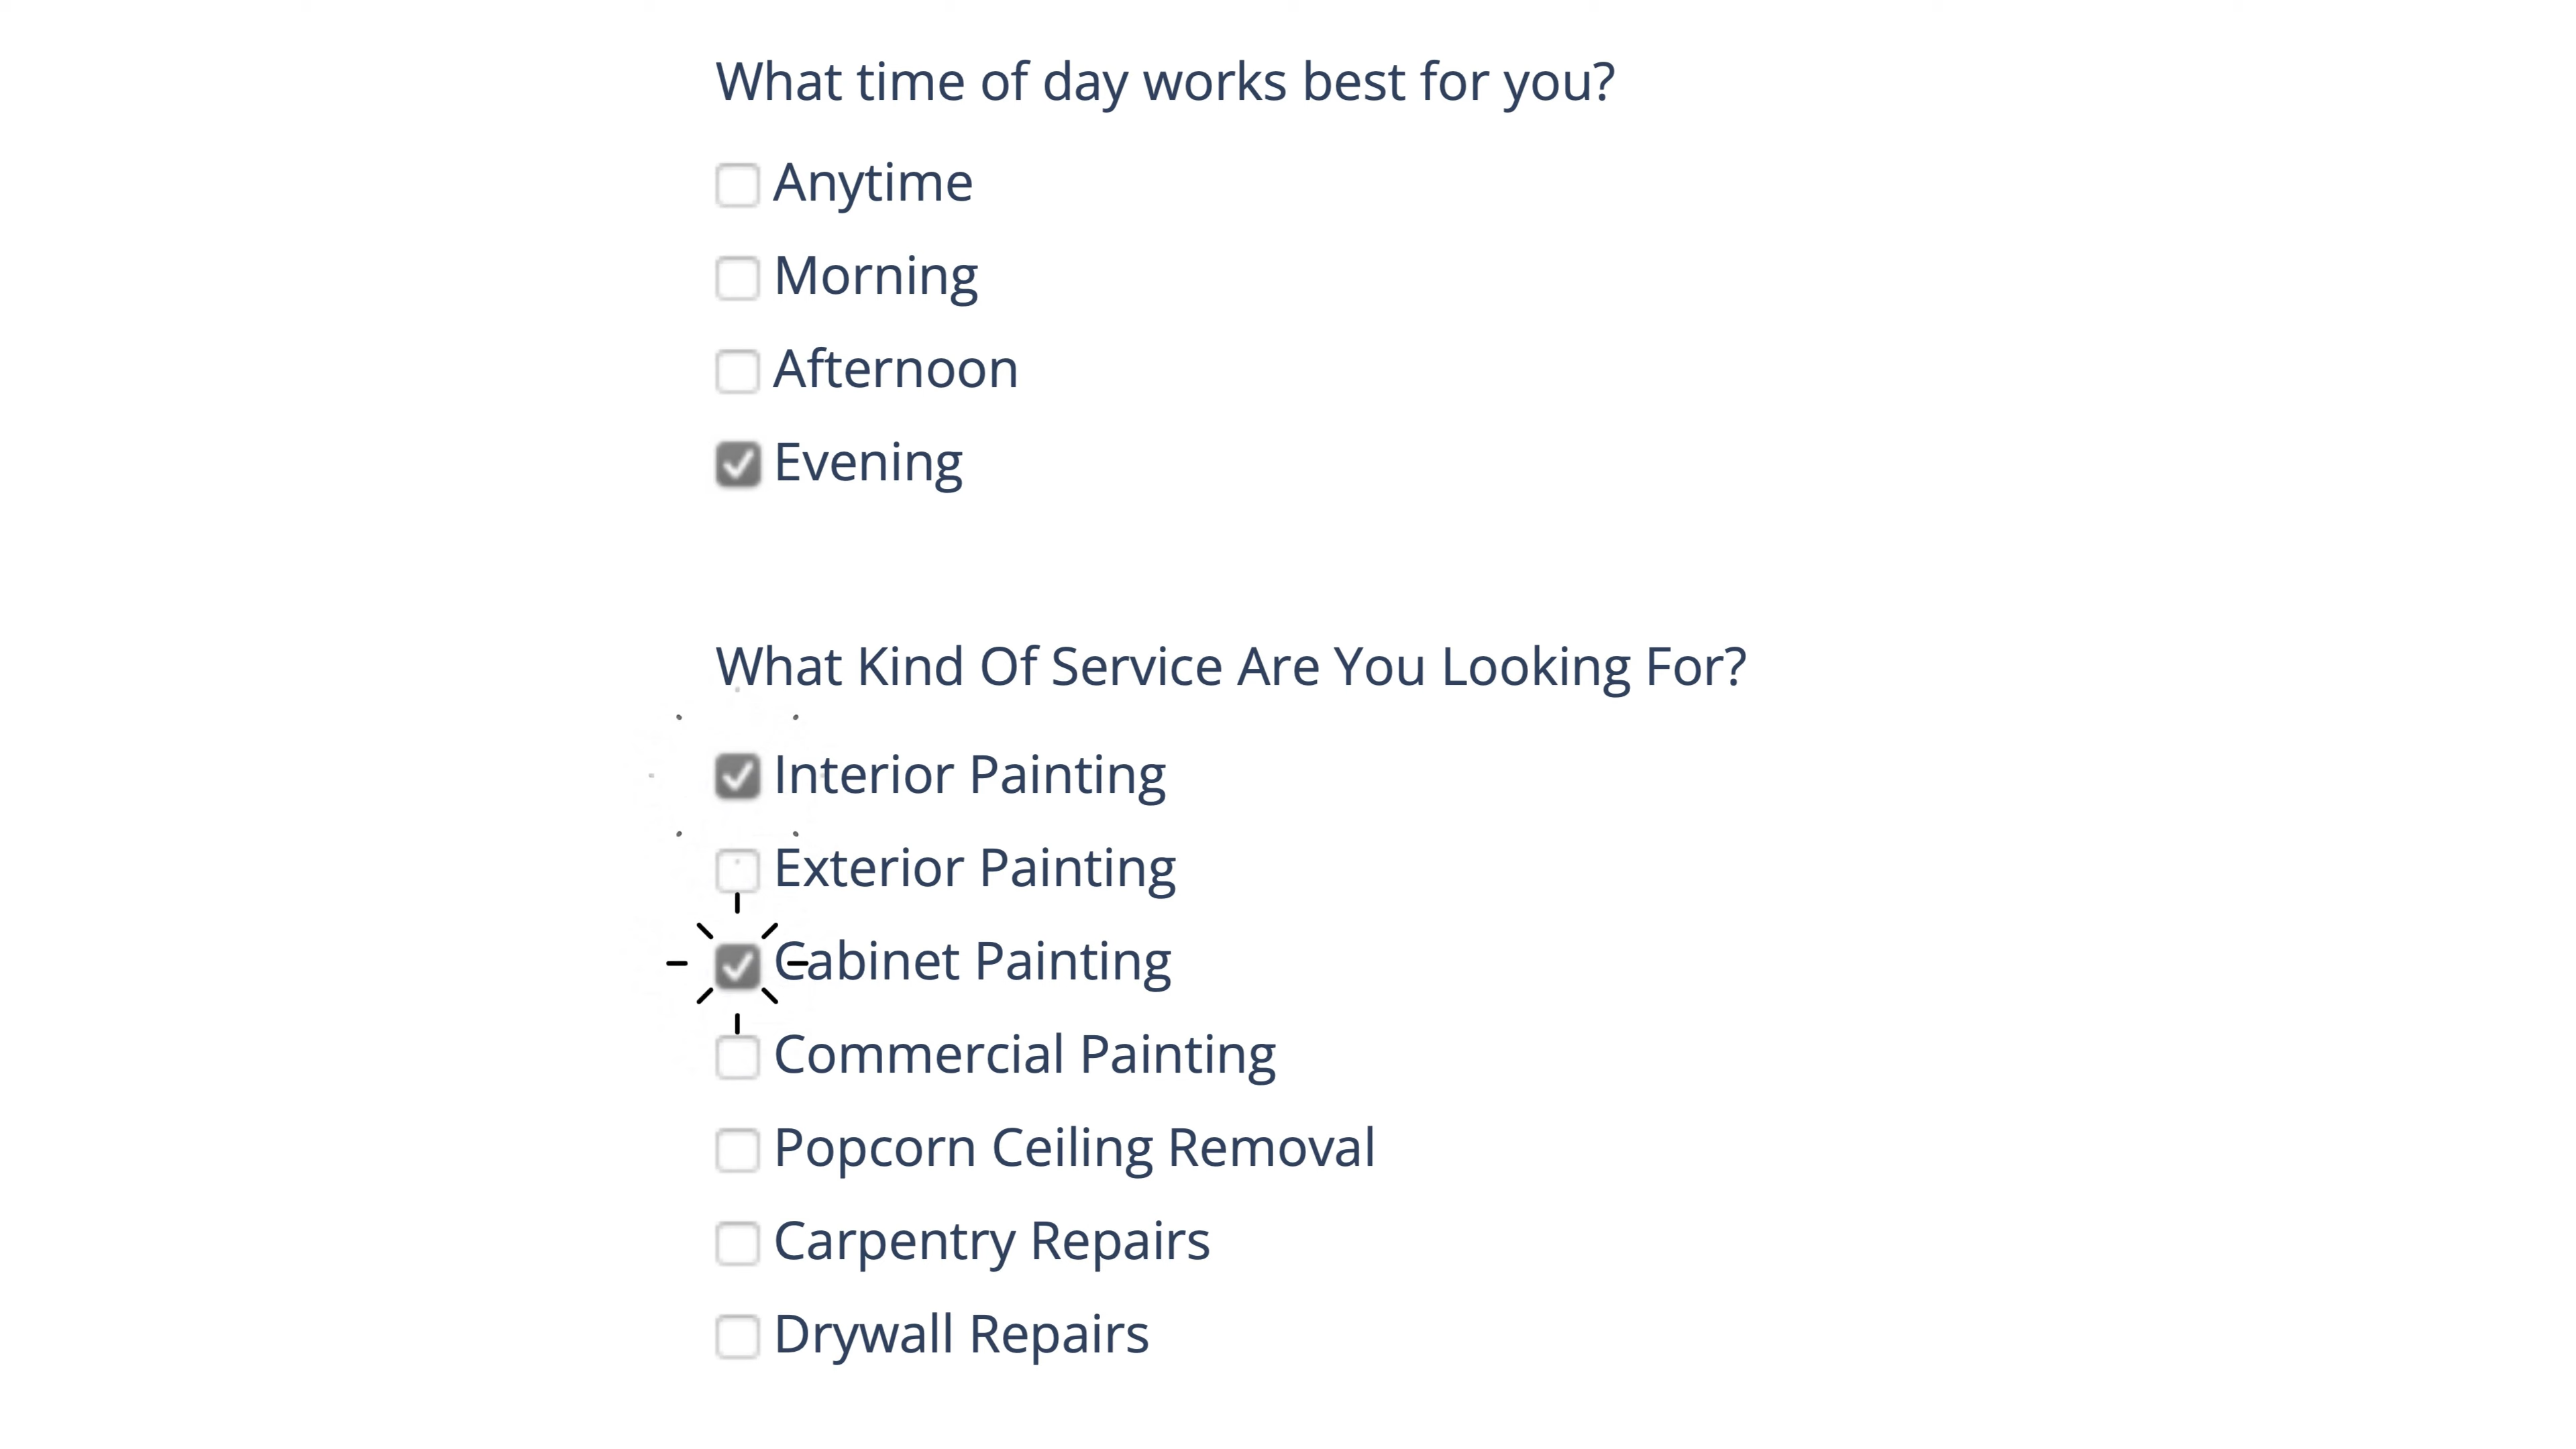 What time of day works best for you?
Anytime
Morning
Afternoon
Evening
What Kind Of Service Are You Looking For?
Interior Painting
Exterior Painting
Cabinet Painting
Commercial Painting
Popcorn Ceiling Removal
Carpentry Repairs
Drywall Repairs